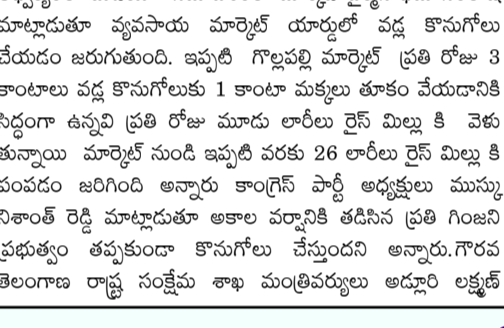 మాట్లాడుతూ వ్యవసాయ మార్కెట్ యార్డులో వడ్ల కొనుగోలు
చేయడం జరుగుతుంది. ఇప్పటి గొల్లపల్లి మార్కెట్ ప్రతి రోజు 3
కాంటాలు వడ్ల కొనుగోలుకు 1 కాంటా మక్కలు తూకం వేయడానికి
సిద్ధంగా ఉన్నవి ప్రతి రోజు మూడు లారీలు రైస్ మిల్లు కి వెళు
తున్నాయి మార్కెట్ నుండి ఇప్పటి వరకు 26 లారీలు రైస్ మిల్లు కి
పంపడం జరిగింది అన్నారు కాంగ్రెస్ పార్టీ అధ్యక్షులు ముస్కు
నిశాంత్ రెడ్డి మాట్లాడుతూ అకాల వర్షానికి తడిసిన ప్రతి గింజని
ప్రభుత్వం తప్పకుండా కొనుగోలు చేస్తుందని అన్నారు.గౌరవ
తెలంగాణ రాష్ట్ర సంక్షేమ శాఖ మంత్రివర్యులు అడ్లూరి లక్ష్మణ్